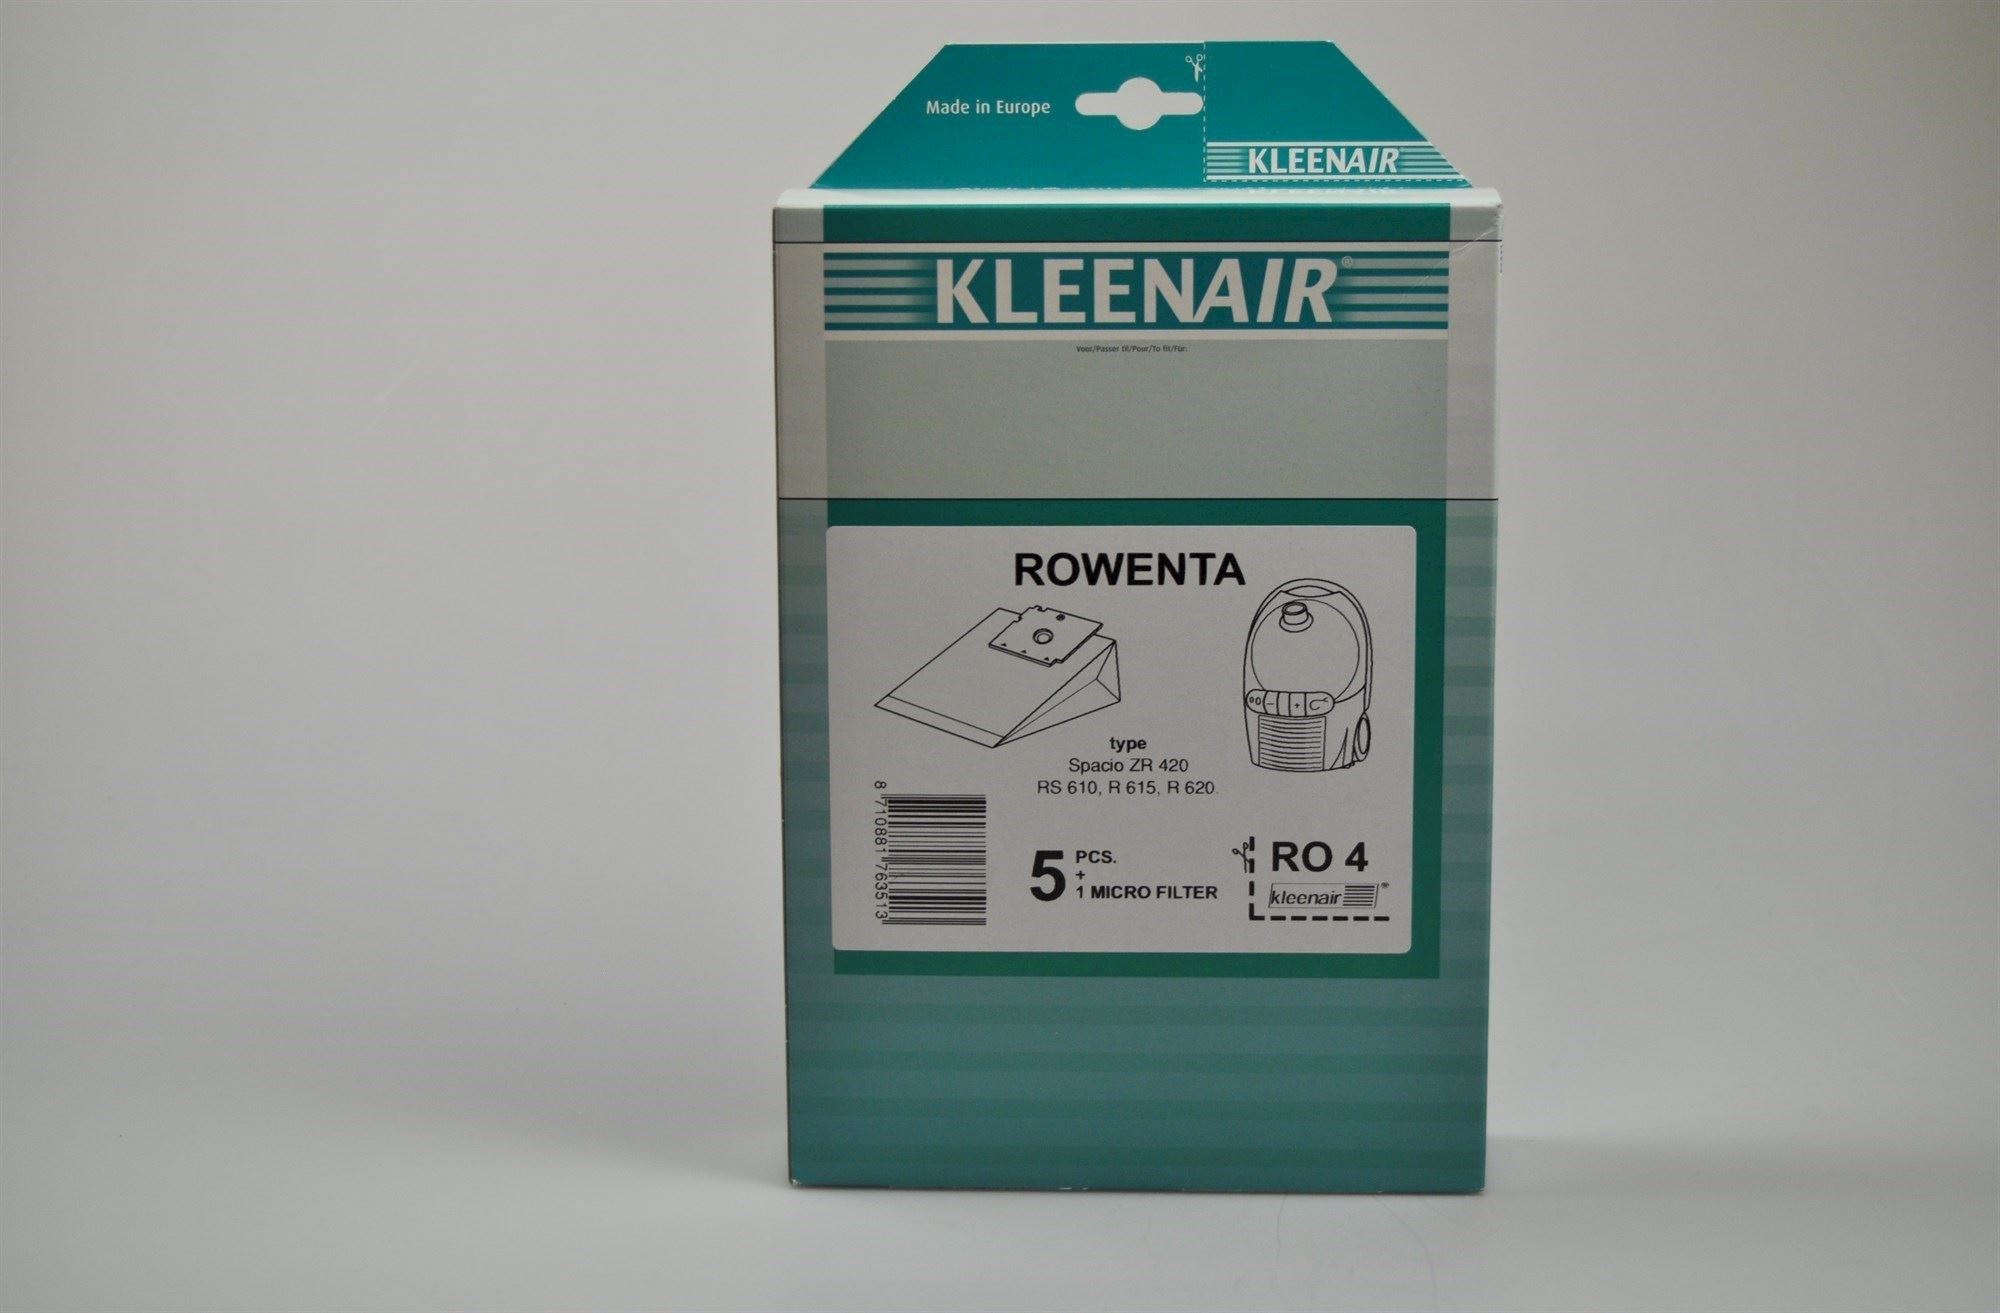 Made in Europe
KLEENAIR
KLEENAIR®
Voor/Passer til/Pour/To fit/Für:
ROWENTA
type
Spacio ZR 420
RS 610, R 615, R 620.
8 710881 763513
5 PCS.
+
1 MICRO FILTER
RO 4
kleenair®